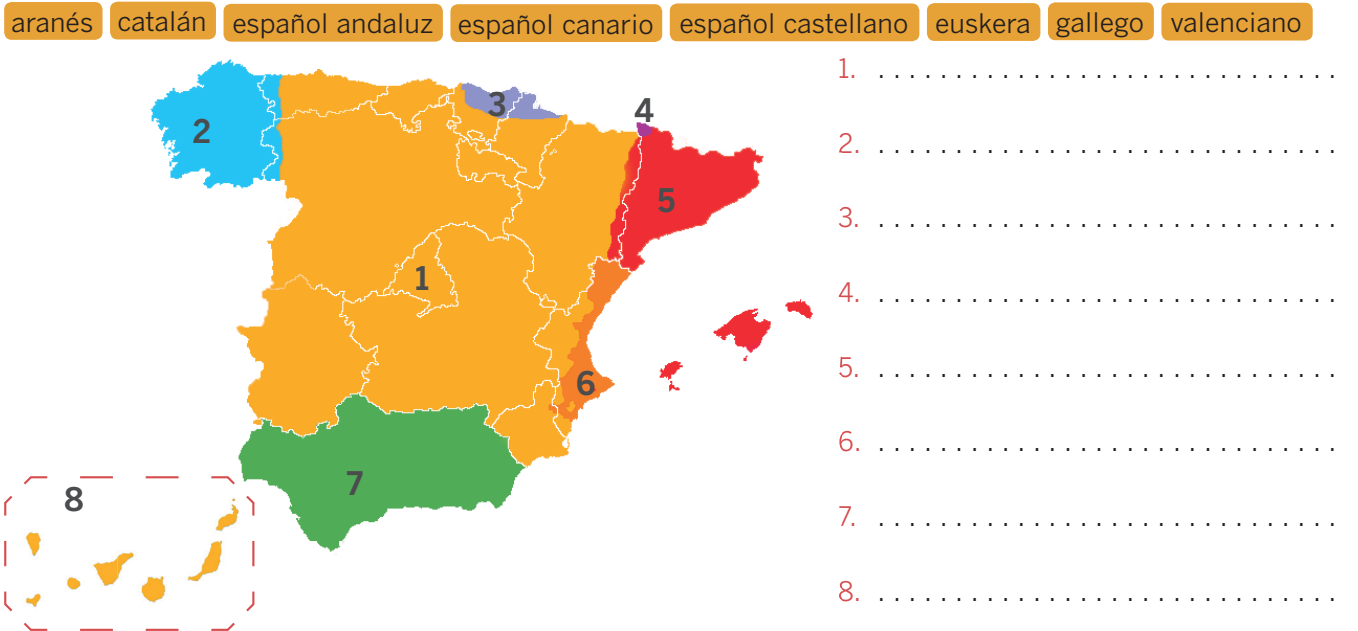 aranés catalán español andaluz español canario español castellano euskera gallego valenciano
1. . . . . . . . . . . . . . . . . . . . . . . . . . . . . .
2. . . . . . . . . . . . . . . . . . . . . . . . . . . . . .
3. . . . . . . . . . . . . . . . . . . . . . . . . . . . . .
4. . . . . . . . . . . . . . . . . . . . . . . . . . . . . .
5. . . . . . . . . . . . . . . . . . . . . . . . . . . . . .
6. . . . . . . . . . . . . . . . . . . . . . . . . . . . . .
7. . . . . . . . . . . . . . . . . . . . . . . . . . . . . .
8. . . . . . . . . . . . . . . . . . . . . . . . . . . . . .
1
2
3
4
5
6
7
8